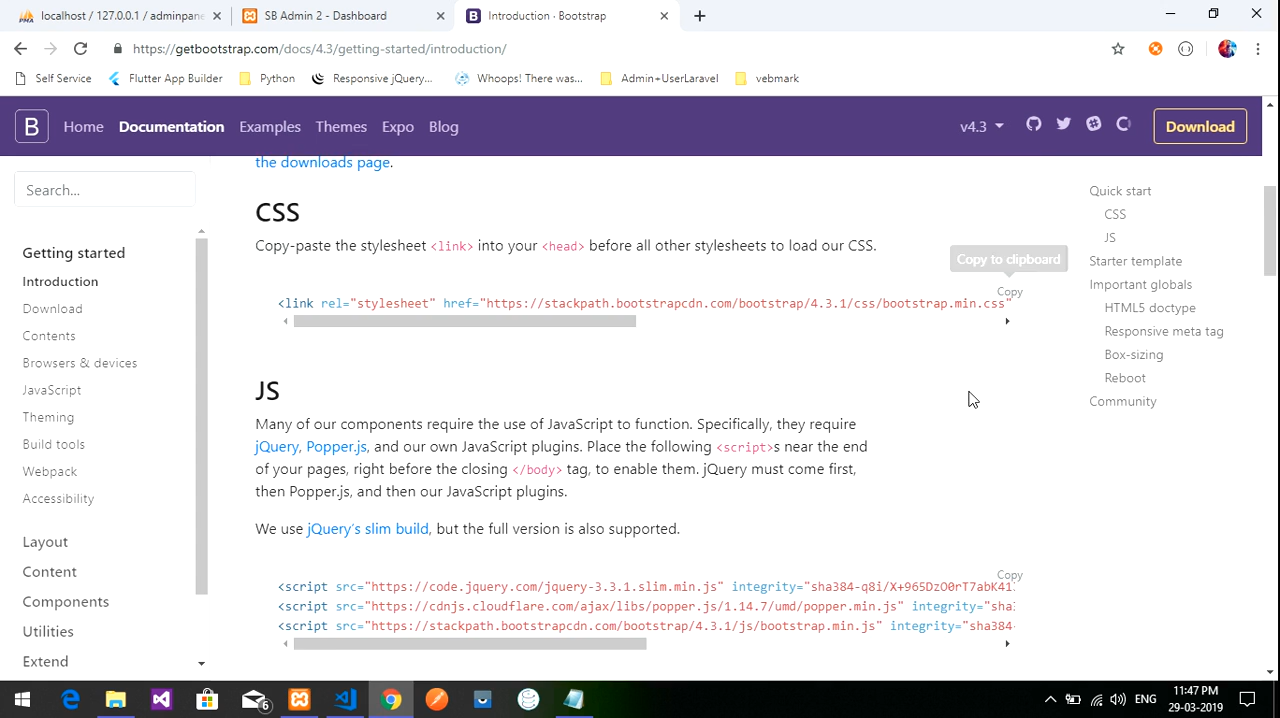 localhost / 127.0.0.1 / adminpane
SB Admin 2 - Dashboard
Introduction · Bootstrap
https://getbootstrap.com/docs/4.3/getting-started/introduction/
Self Service
Flutter App Builder
Python
Responsive jQuery...
Whoops! There was...
Admin+UserLaravel
vebmark
B
Home
Documentation
Examples
Themes
Expo
Blog
v4.3
Download
Search...
Getting started
Introduction
Download
Contents
Browsers & devices
JavaScript
Theming
Build tools
Webpack
Accessibility
Layout
Content
Components
Utilities
Extend
the downloads page.
CSS
Copy-paste the stylesheet <link> into your <head> before all other stylesheets to load our CSS.
Copy to clipboard
Copy
<link rel="stylesheet" href="https://stackpath.bootstrapcdn.com/bootstrap/4.3.1/css/bootstrap.min.css"
JS
Many of our components require the use of JavaScript to function. Specifically, they require
jQuery, Popper.js, and our own JavaScript plugins. Place the following <script>s near the end
of your pages, right before the closing </body> tag, to enable them. jQuery must come first,
then Popper.js, and then our JavaScript plugins.
We use jQuery's slim build, but the full version is also supported.
Copy
<script src="https://code.jquery.com/jquery-3.3.1.slim.min.js" integrity="sha384-q8i/X+965DzO0rT7abK41
<script src="https://cdnjs.cloudflare.com/ajax/libs/popper.js/1.14.7/umd/popper.min.js" integrity="sha3
<script src="https://stackpath.bootstrapcdn.com/bootstrap/4.3.1/js/bootstrap.min.js" integrity="sha384-
Quick start
CSS
JS
Starter template
Important globals
HTML5 doctype
Responsive meta tag
Box-sizing
Reboot
Community
6
ENG
11:47 PM
29-03-2019